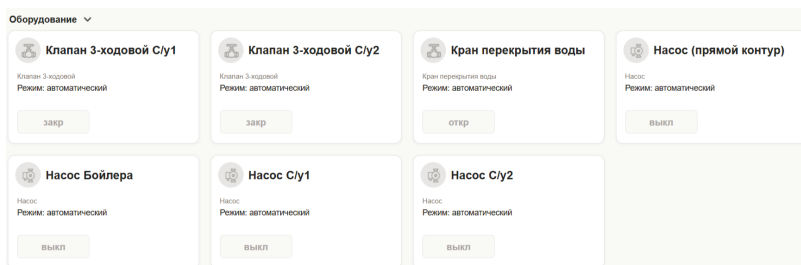 Оборудование
Клапан 3-ходовой С/у1
Клапан 3-ходовой
Режим: автоматический
закр
Клапан 3-ходовой С/у2
Клапан 3-ходовой
Режим: автоматический
закр
Кран перекрытия воды
Кран перекрытия воды
Режим: автоматический
откр
Насос (прямой контур)
Насос
Режим: автоматический
выкл
Насос Бойлера
Насос
Режим: автоматический
выкл
Насос С/у1
Насос
Режим: автоматический
выкл
Насос С/у2
Насос
Режим: автоматический
выкл